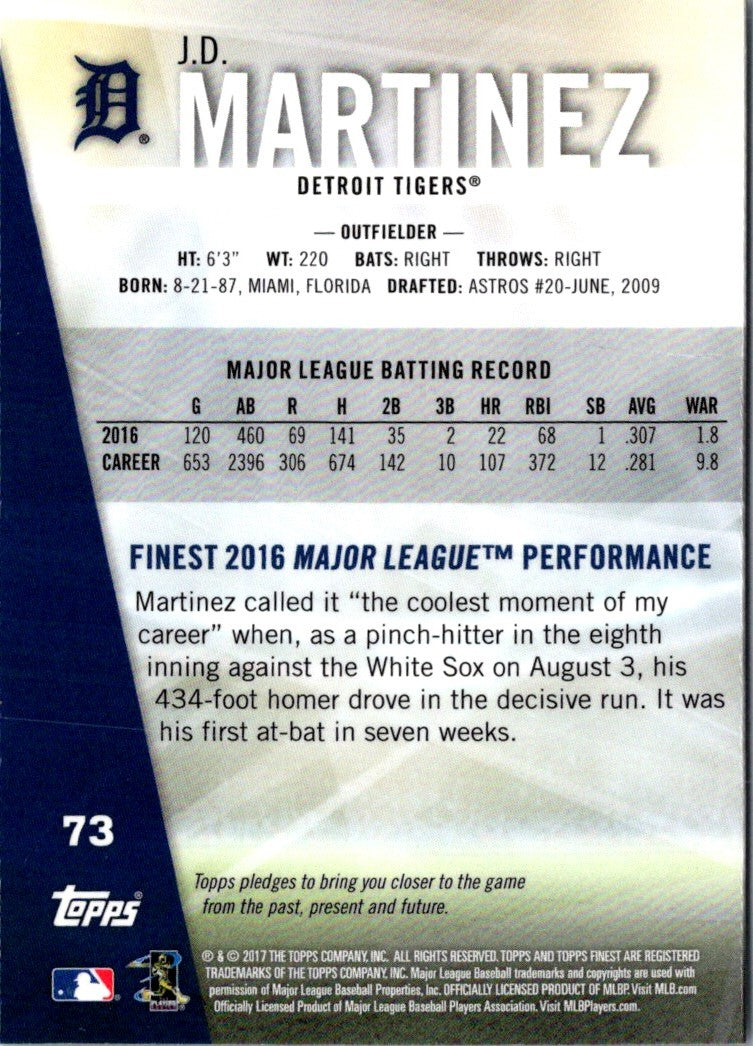 J.D.
MARTINEZ
D®
DETROIT TIGERS®
— OUTFIELDER —
HT: 6'3" WT: 220 BATS: RIGHT THROWS: RIGHT
BORN: 8-21-87, MIAMI, FLORIDA DRAFTED: ASTROS #20-JUNE, 2009
MAJOR LEAGUE BATTING RECORD
G AB R H 2B 3B HR RBI SB AVG WAR
2016 120 460 69 141 35 2 22 68 1 .307 1.8
CAREER 653 2396 306 674 142 10 107 372 12 .281 9.8
FINEST 2016 MAJOR LEAGUE™ PERFORMANCE
Martinez called it “the coolest moment of my
career” when, as a pinch-hitter in the eighth
inning against the White Sox on August 3, his
434-foot homer drove in the decisive run. It was
his first at-bat in seven weeks.
73
Topps®
Topps pledges to bring you closer to the game
from the past, present and future.
® & © 2017 THE TOPPS COMPANY, INC. ALL RIGHTS RESERVED. TOPPS AND TOPPS FINEST ARE REGISTERED
TRADEMARKS OF THE TOPPS COMPANY, INC. Major League Baseball trademarks and copyrights are used with
permission of Major League Baseball Properties, Inc. OFFICIALLY LICENSED PRODUCT OF MLBP. Visit MLB.com
Officially Licensed Product of Major League Baseball Players Association. Visit MLBPlayers.com.